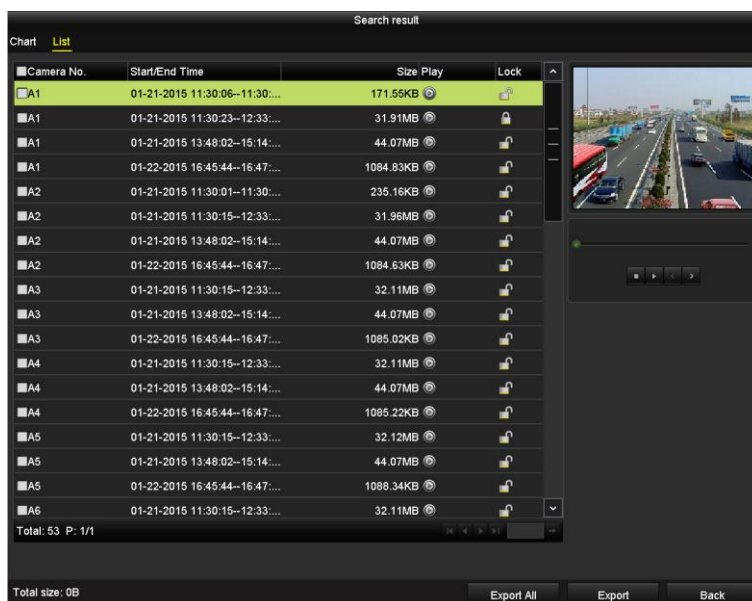 Search result
Chart List
Camera No. Start/End Time Size Play Lock
A1 01-21-2015 11:30:06--11:30:... 171.55KB
A1 01-21-2015 11:30:23--12:33:... 31.91MB
A1 01-21-2015 13:48:02--15:14:... 44.07MB
A1 01-22-2015 16:45:44--16:47:... 1084.83KB
A2 01-21-2015 11:30:01--11:30:... 235.16KB
A2 01-21-2015 11:30:15--12:33:... 31.96MB
A2 01-21-2015 13:48:02--15:14:... 44.07MB
A2 01-22-2015 16:45:44--16:47:... 1084.63KB
A3 01-21-2015 11:30:15--12:33:... 32.11MB
A3 01-21-2015 13:48:02--15:14:... 44.07MB
A3 01-22-2015 16:45:44--16:47:... 1085.02KB
A4 01-21-2015 11:30:15--12:33:... 32.11MB
A4 01-21-2015 13:48:02--15:14:... 44.07MB
A4 01-22-2015 16:45:44--16:47:... 1085.22KB
A5 01-21-2015 11:30:15--12:33:... 32.12MB
A5 01-21-2015 13:48:02--15:14:... 44.07MB
A5 01-22-2015 16:45:44--16:47:... 1088.34KB
A6 01-21-2015 11:30:15--12:33:... 32.11MB
Total: 53 P: 1/1
Total size: 0B Export All Export Back